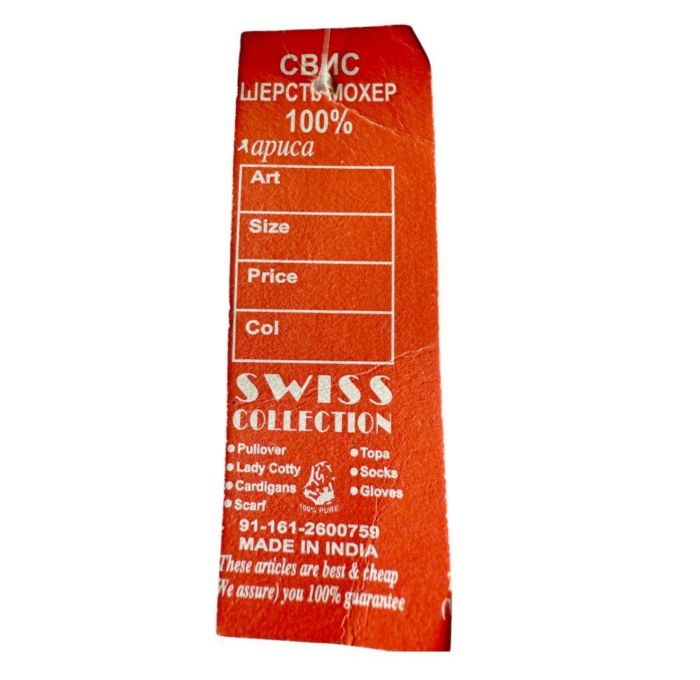 СВИС
ШЕРСТЬ МОХЕР
100%
Lариса
Art
Size
Price
Col
SWISS
COLLECTION
Pullover
Lady Cotty
Cardigans
Scarf
Topa
Socks
Gloves
100% PURE
91-161-2600759
MADE IN INDIA
These articles are best & cheap
We assure) you 100% guarantee